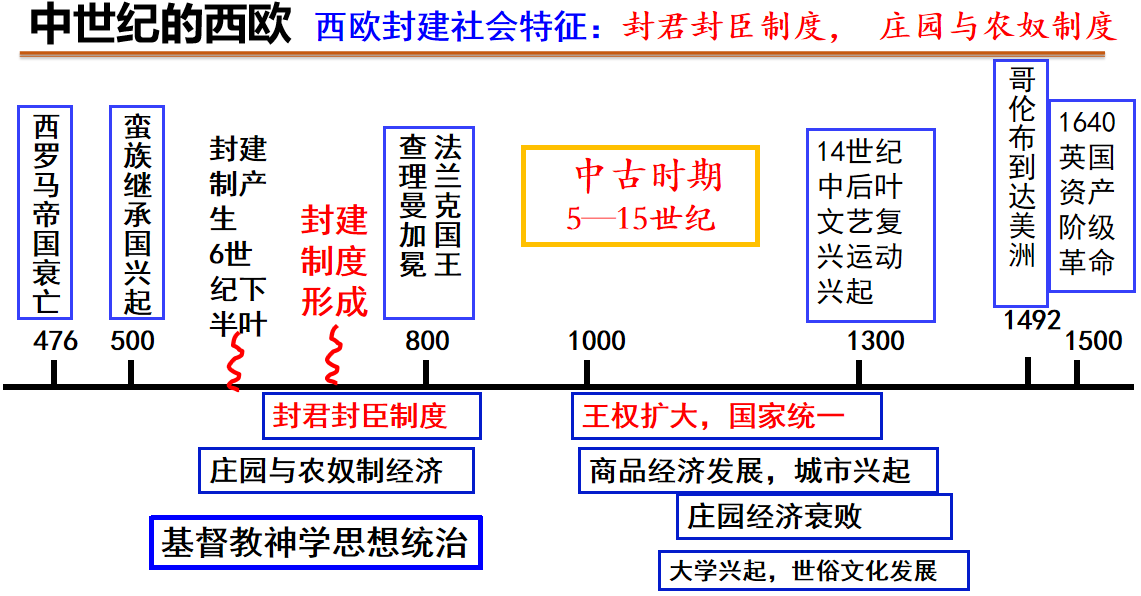 中世纪的西欧
西欧封建社会特征：封君封臣制度， 庄园与农奴制度
西罗马帝国衰亡
蛮族继承国兴起
封建
制产
生
6世
纪下
半叶
封建
制度
形成
法兰克国王
查理曼加冕
中古时期
5—15世纪
14世纪
中后叶
文艺复
兴运动
兴起
哥伦布到达美洲
1640
英国
资产
阶级
革命
476
500
800
1000
1300
1492
1500
封君封臣制度
王权扩大，国家统一
庄园与农奴制经济
商品经济发展，城市兴起
庄园经济衰败
基督教神学思想统治
大学兴起，世俗文化发展